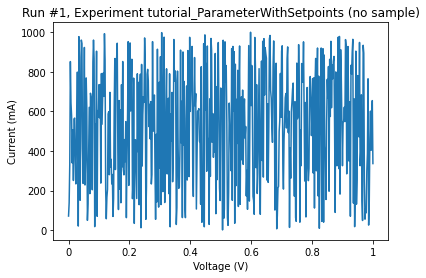 Run #1, Experiment tutorial_ParameterWithSetpoints (no sample)
1000
800
600
400
200
0
Current (mA)
0 0.2 0.4 0.6 0.8 1
Voltage (V)